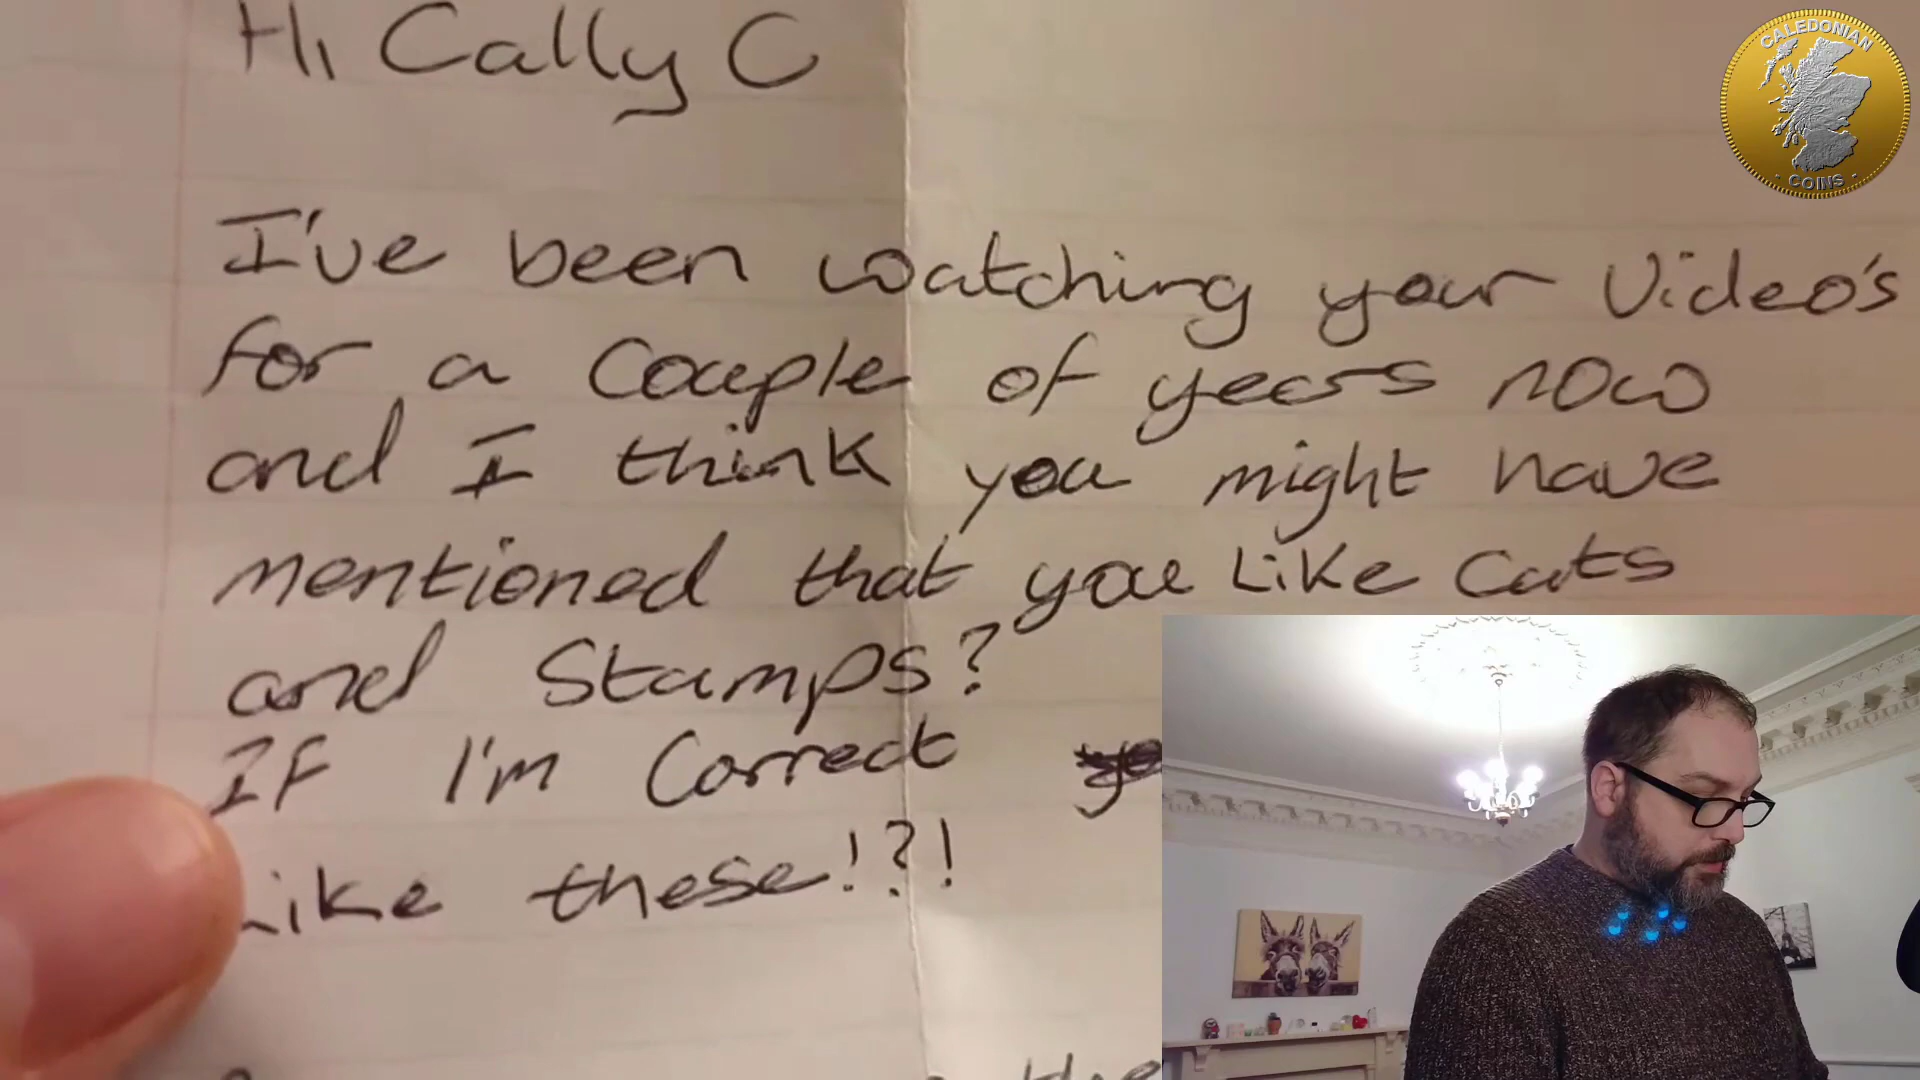 Hi Cally C
I've been watching your Video's
for a Couple of years now
and I think you might have
mentioned that you Like Cats
and Stamps?
If I'm Correct
Like these!?!
the
CALEDONIAN
· COINS ·